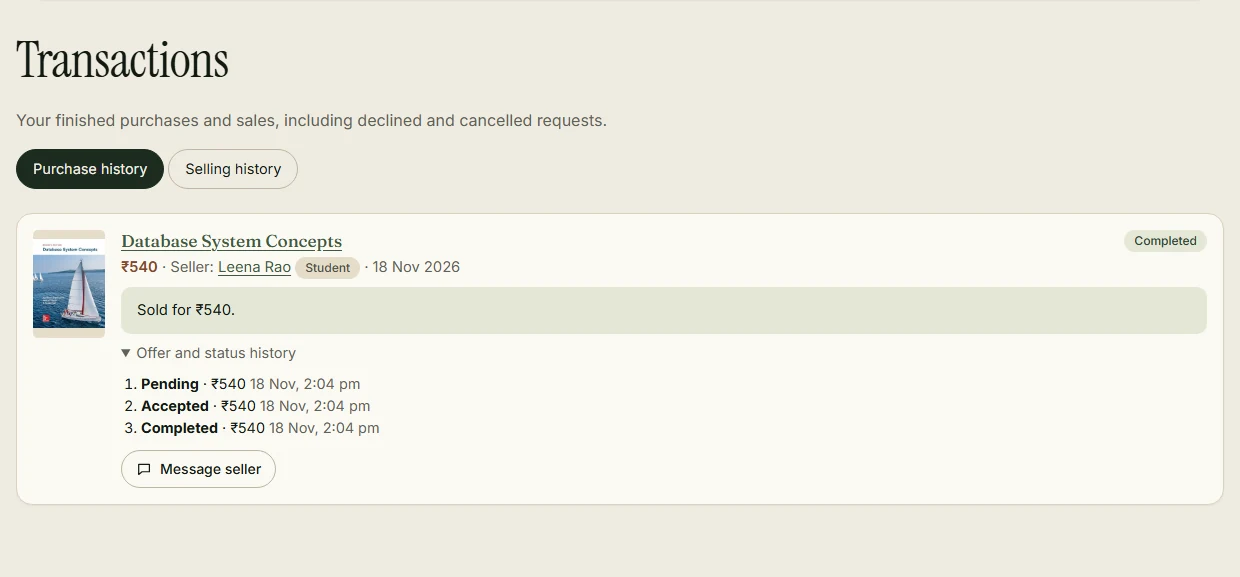 Transactions
Your finished purchases and sales, including declined and cancelled requests.
Purchase history
Selling history
Database System Concepts
Database System Concepts
Completed
₹540 · Seller: Leena Rao Student · 18 Nov 2026
Sold for ₹540.
▼ Offer and status history
1. Pending · ₹540 18 Nov, 2:04 pm
2. Accepted · ₹540 18 Nov, 2:04 pm
3. Completed · ₹540 18 Nov, 2:04 pm
Message seller